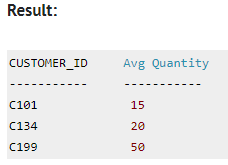 Result:
CUSTOMER_ID Avg Quantity
----------- -----------
C101 15
C134 20
C199 50